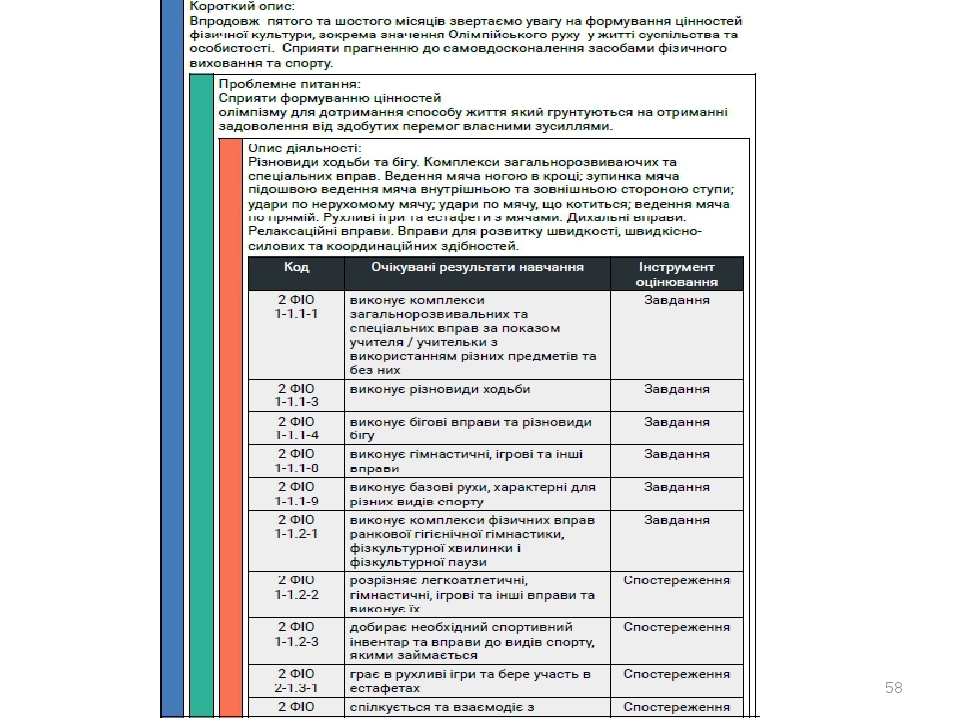 Короткий опис:
Впродовж пятого та шостого місяців звертаємо увагу на формування цінностей
фізичної культури, зокрема значення Олімпійського руху у житті суспільства та
особистості. Сприяти прагненню до самовдосконалення засобами фізичного
виховання та спорту.
Проблемне питання:
Сприяти формуванню цінностей
олімпізму для дотримання способу життя який грунтуються на отриманні
задоволення від здобутих перемог власними зусиллями.
Опис діяльності:
Різновиди ходьби та бігу. Комплекси загальнорозвиваючих та
спеціальних вправ. Ведення мяча ногою в кроці; зупинка мяча
підошвою ведення мяча внутрішньою та зовнішньою стороною ступи;
удари по нерухомому мячу; удари по мячу, що котиться; ведення мяча
по прямій. Рухливі ігри та естафети з мячами. Дихальні вправи.
Релаксаційні вправи. Вправи для розвитку швидкості, швидкісно-
силових та координаційних здібностей.
Код Очікувані результати навчання Інструмент
оцінювання
2 ФІО виконує комплекси Завдання
1-1.1-1 загальнорозвивальних та
спеціальних вправ за показом
учителя / учительки з
використанням різних предметів та
без них
2 ФІО виконує різновиди ходьби Завдання
1-1.1-3
2 ФІО виконує бігові вправи та різновиди Завдання
1-1.1-4 бігу
2 ФІО виконує гімнастичні, ігрові та інші Завдання
1-1.1-8 вправи
2 ФІО виконує базові рухи, характерні для Завдання
1-1.1-9 різних видів спорту
2 ФІО виконує комплекси фізичних вправ Завдання
1-1.2-1 ранкової гігієнічної гімнастики,
фізкультурної хвилинки і
фізкультурної паузи
2 ФІО розрізняє легкоатлетичні, Спостереження
1-1.2-2 гімнастичні, ігрові та інші вправи та
виконує їх
2 ФІО добирає необхідний спортивний Спостереження
1-1.2-3 інвентар та вправи до видів спорту,
якими займається
2 ФІО грає в рухливі ігри та бере участь в Спостереження
2-1.3-1 естафетах
2 ФІО спілкується та взаємодіє з Спостереження
58